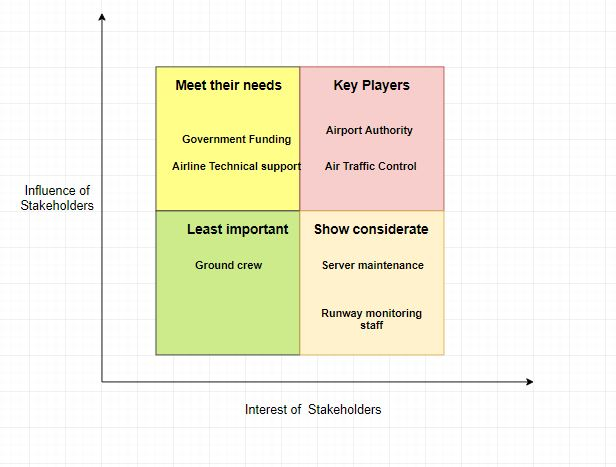 Meet their needs
Key Players
Government Funding
Airport Authority
Airline Technical support
Air Traffic Control
Influence of
Stakeholders
Least important
Show considerate
Ground crew
Server maintenance
Runway monitoring
staff
Interest of  Stakeholders